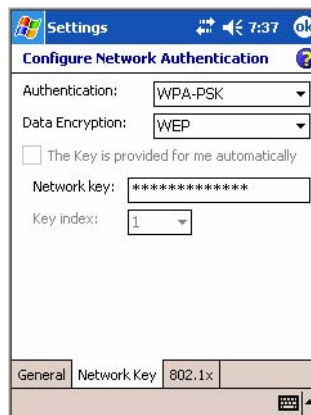 Settings 7:37 ok
Configure Network Authentication ?
Authentication: WPA-PSK
Data Encryption: WEP
The Key is provided for me automatically
Network key: *************
Key index: 1
General Network Key 802.1x